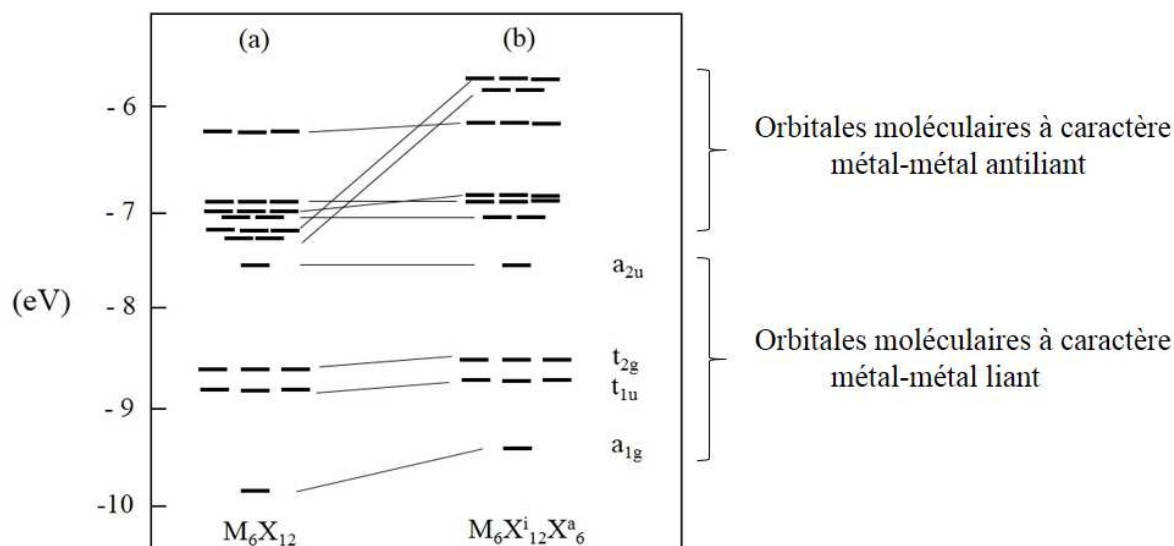 (a) (b)
- 6
- 7
- 8
- 9
-10
(eV)
a₂ᵤ
t₂g
t₁ᵤ
a₁g
M₆X₁₂ M₆Xⁱ₁₂Xᵃ₆
Orbitales moléculaires à caractère
métal-métal antiliant
Orbitales moléculaires à caractère
métal-métal liant